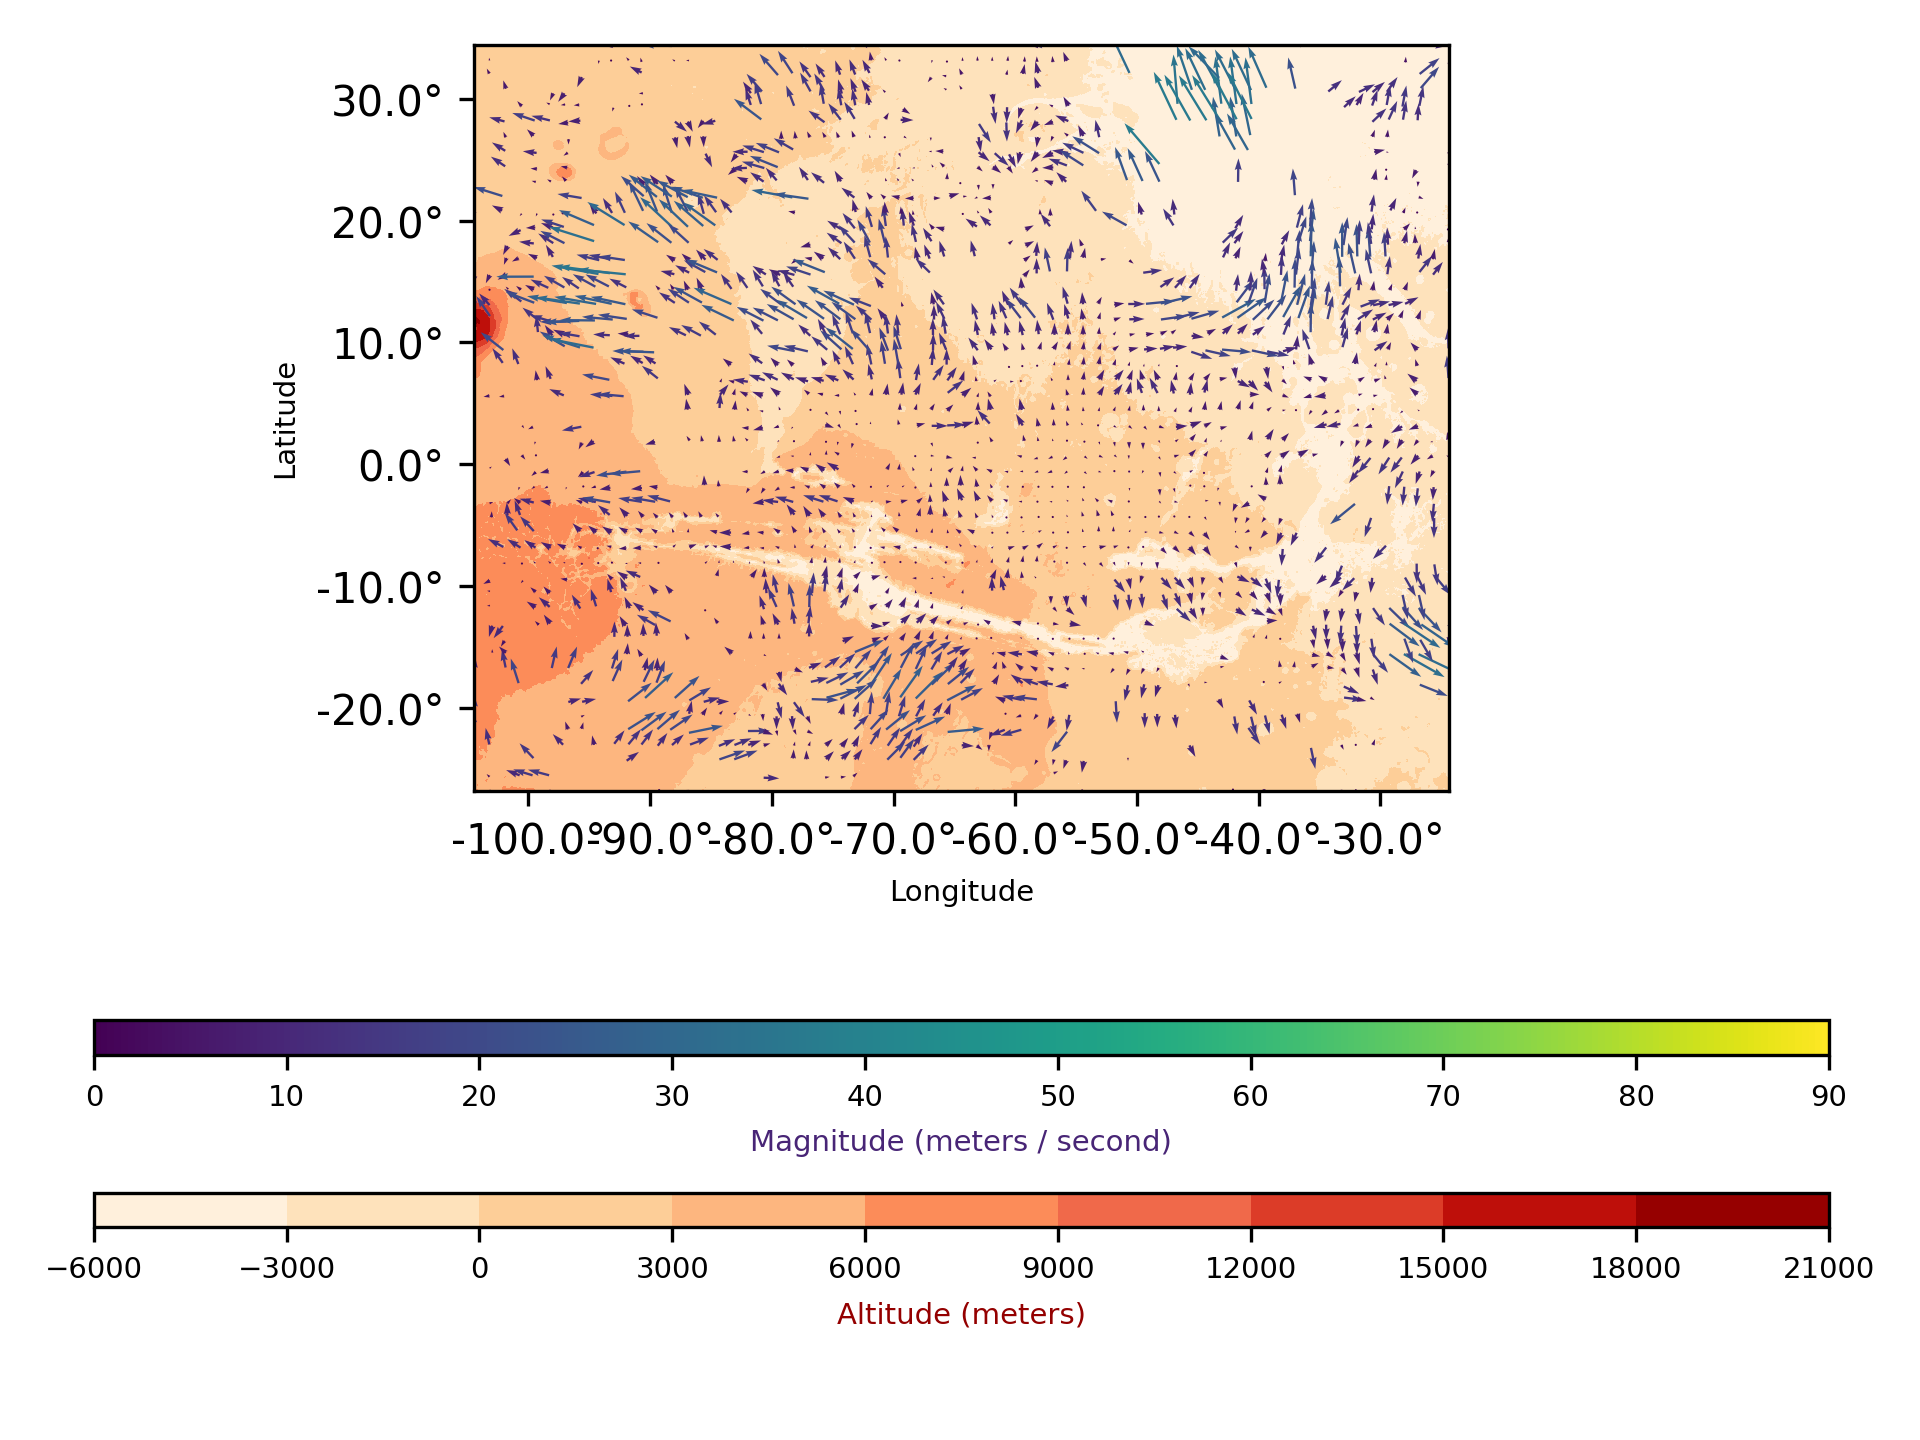 30.0°
20.0°
10.0°
0.0°
-10.0°
-20.0°
Latitude
-100.0° -90.0° -80.0° -70.0° -60.0° -50.0° -40.0° -30.0°
Longitude
0 10 20 30 40 50 60 70 80 90
Magnitude (meters / second)
−6000 −3000 0 3000 6000 9000 12000 15000 18000 21000
Altitude (meters)